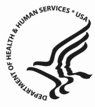 DEPARTMENT OF HEALTH & HUMAN SERVICES • USA